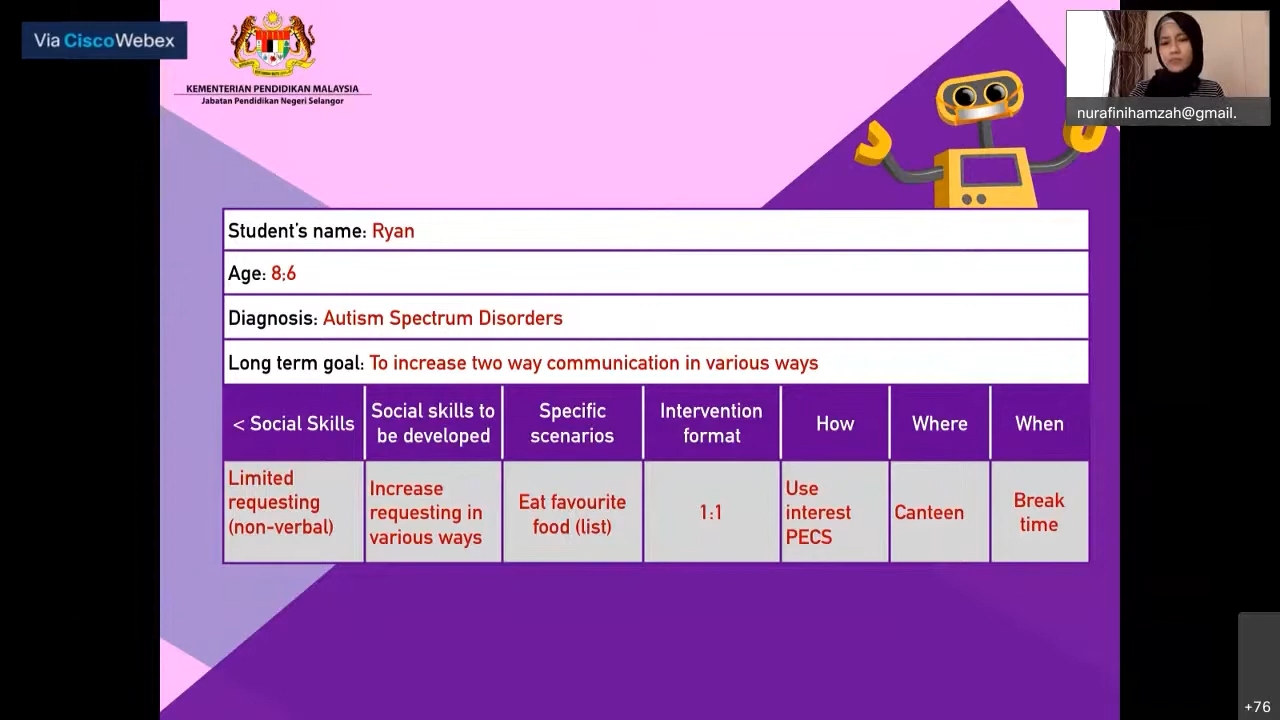 Via CiscoWebex
KEMENTERIAN PENDIDIKAN MALAYSIA
Jabatan Pendidikan Negeri Selangor
nurafinihamzah@gmail.
Student's name: Ryan
Age: 8;6
Diagnosis: Autism Spectrum Disorders
Long term goal: To increase two way communication in various ways
< Social Skills
Social skills to
be developed
Specific
scenarios
Intervention
format
How
Where
When
Limited
requesting
(non-verbal)
Increase
requesting in
various ways
Eat favourite
food (list)
1:1
Use
interest
PECS
Canteen
Break
time
+76